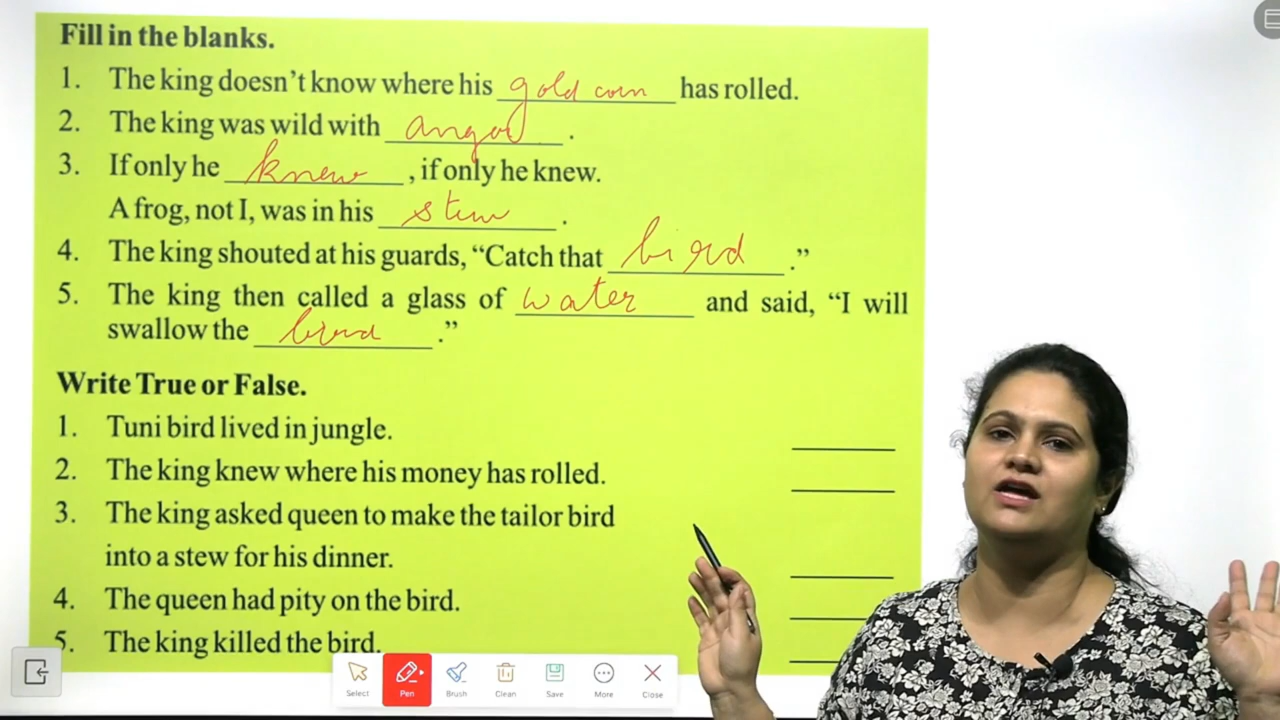 Fill in the blanks.
1. The king doesn't know where his gold coin has rolled.
2. The king was wild with anger .
3. If only he knew , if only he knew.
A frog, not I, was in his stew .
4. The king shouted at his guards, “Catch that bird .”
5. The king then called a glass of water and said, “I will
swallow the bird .”
Write True or False.
1. Tuni bird lived in jungle.
2. The king knew where his money has rolled.
3. The king asked queen to make the tailor bird
into a stew for his dinner.
4. The queen had pity on the bird.
5. The king killed the bird.
Select Pen Brush Clean Save More Close